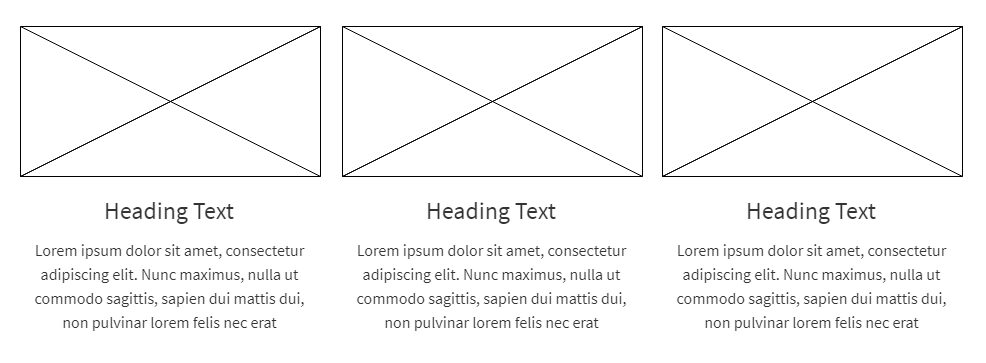 Heading Text
Lorem ipsum dolor sit amet, consectetur
adipiscing elit. Nunc maximus, nulla ut
commodo sagittis, sapien dui mattis dui,
non pulvinar lorem felis nec erat
Heading Text
Lorem ipsum dolor sit amet, consectetur
adipiscing elit. Nunc maximus, nulla ut
commodo sagittis, sapien dui mattis dui,
non pulvinar lorem felis nec erat
Heading Text
Lorem ipsum dolor sit amet, consectetur
adipiscing elit. Nunc maximus, nulla ut
commodo sagittis, sapien dui mattis dui,
non pulvinar lorem felis nec erat